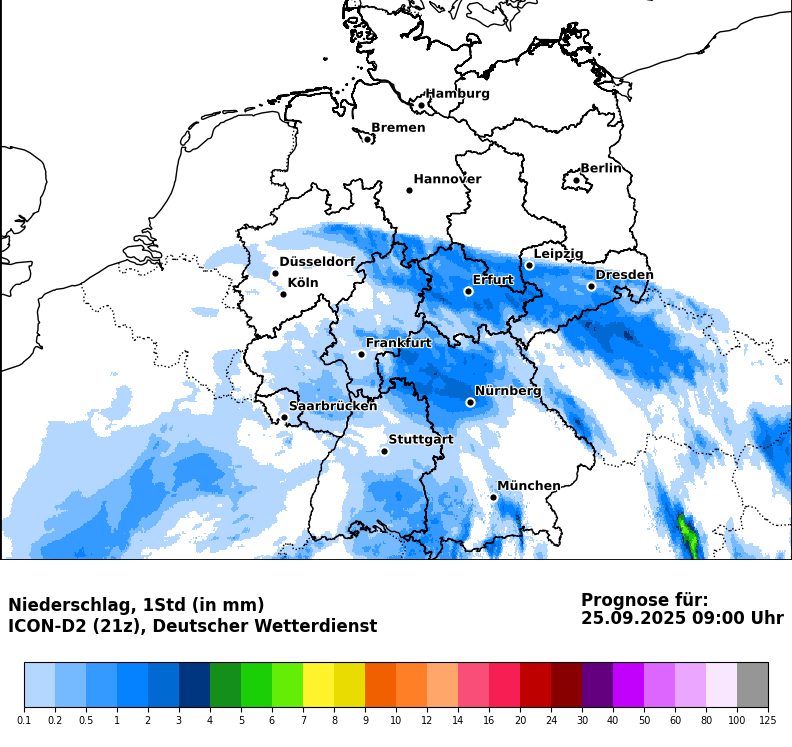 Hamburg
Bremen
Berlin
Hannover
Leipzig
Düsseldorf
Dresden
Erfurt
Köln
Frankfurt
Nürnberg
Saarbrücken
Stuttgart
München
Niederschlag, 1Std (in mm)
ICON-D2 (21z), Deutscher Wetterdienst
Prognose für:
25.09.2025 09:00 Uhr
0.1 0.2 0.5 1 2 3 4 5 6 7 8 9 10 12 14 16 20 24 30 40 50 60 80 100 125